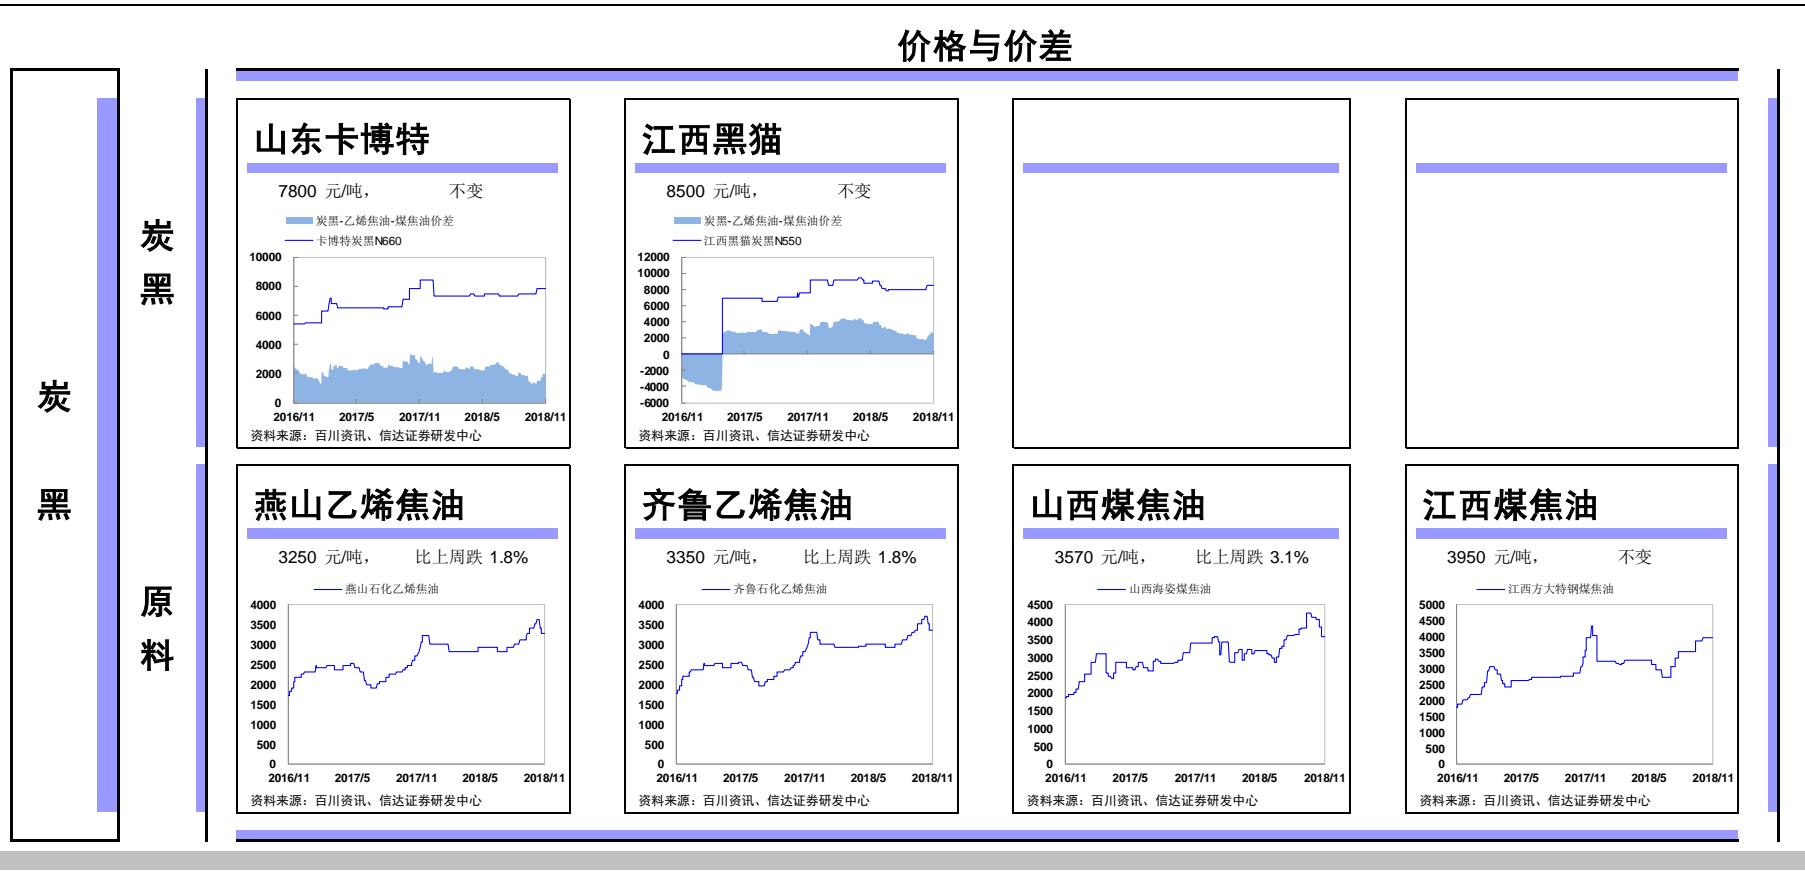 价格与价差
炭黑
炭黑
山东卡博特
7800 元/吨， 不变
炭黑-乙烯焦油-煤焦油价差
卡博特炭黑N660
10000
8000
6000
4000
2000
0
2016/11 2017/5 2017/11 2018/5 2018/11
资料来源：百川资讯、信达证券研发中心
江西黑猫
8500 元/吨， 不变
炭黑-乙烯焦油-煤焦油价差
江西黑猫炭黑N550
12000
10000
8000
6000
4000
2000
0
-2000
-4000
-6000
2016/11 2017/5 2017/11 2018/5 2018/11
资料来源：百川资讯、信达证券研发中心
原料
燕山乙烯焦油
3250 元/吨， 比上周跌 1.8%
燕山石化乙烯焦油
4000
3500
3000
2500
2000
1500
1000
500
0
2016/11 2017/5 2017/11 2018/5 2018/11
资料来源：百川资讯、信达证券研发中心
齐鲁乙烯焦油
3350 元/吨， 比上周跌 1.8%
齐鲁石化乙烯焦油
4000
3500
3000
2500
2000
1500
1000
500
0
2016/11 2017/5 2017/11 2018/5 2018/11
资料来源：百川资讯、信达证券研发中心
山西煤焦油
3570 元/吨， 比上周跌 3.1%
山西海姿煤焦油
4500
4000
3500
3000
2500
2000
1500
1000
500
0
2016/11 2017/5 2017/11 2018/5 2018/11
资料来源：百川资讯、信达证券研发中心
江西煤焦油
3950 元/吨， 不变
江西方大特钢煤焦油
5000
4500
4000
3500
3000
2500
2000
1500
1000
500
0
2016/11 2017/5 2017/11 2018/5 2018/11
资料来源：百川资讯、信达证券研发中心